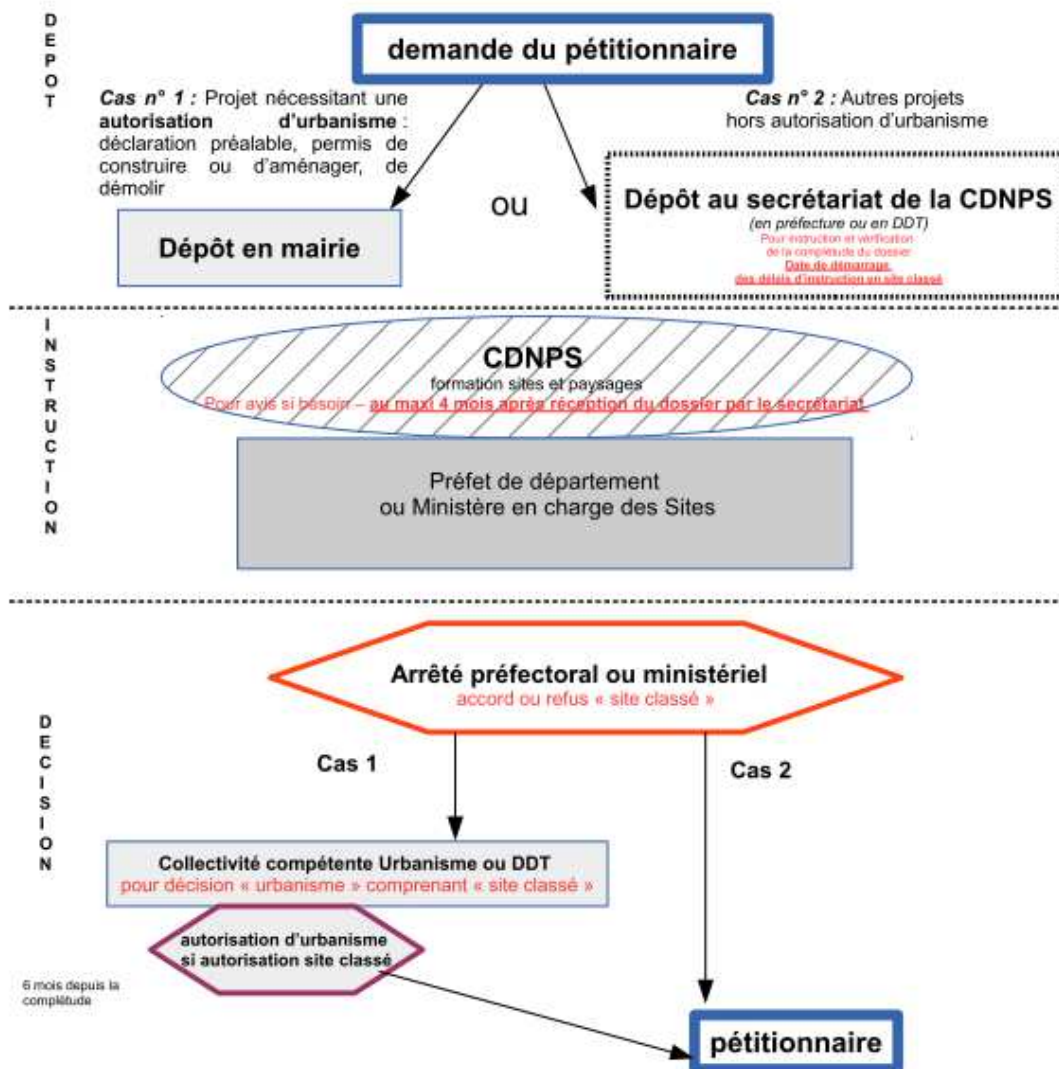 DEPOT
demande du pétitionnaire
Cas n° 1 : Projet nécessitant une
autorisation d'urbanisme :
déclaration préalable, permis de
construire ou d'aménager, de
démolir
Cas n° 2 : Autres projets
hors autorisation d'urbanisme
ou
Dépôt en mairie
Dépôt au secrétariat de la CDNPS
(en préfecture ou en DDT)
Pour instruction et vérification
de la complétude du dossier
Date de démarrage
des délais d'instruction en site classé
INSTRUCTION
CDNPS
formation sites et paysages
Pour avis si besoin – au maxi 4 mois après réception du dossier par le secrétariat
Préfet de département
ou Ministère en charge des Sites
DECISION
Arrêté préfectoral ou ministériel
accord ou refus « site classé »
Cas 1
Cas 2
Collectivité compétente Urbanisme ou DDT
pour décision « urbanisme » comprenant « site classé »
autorisation d'urbanisme
si autorisation site classé
6 mois depuis la
complétude
pétitionnaire